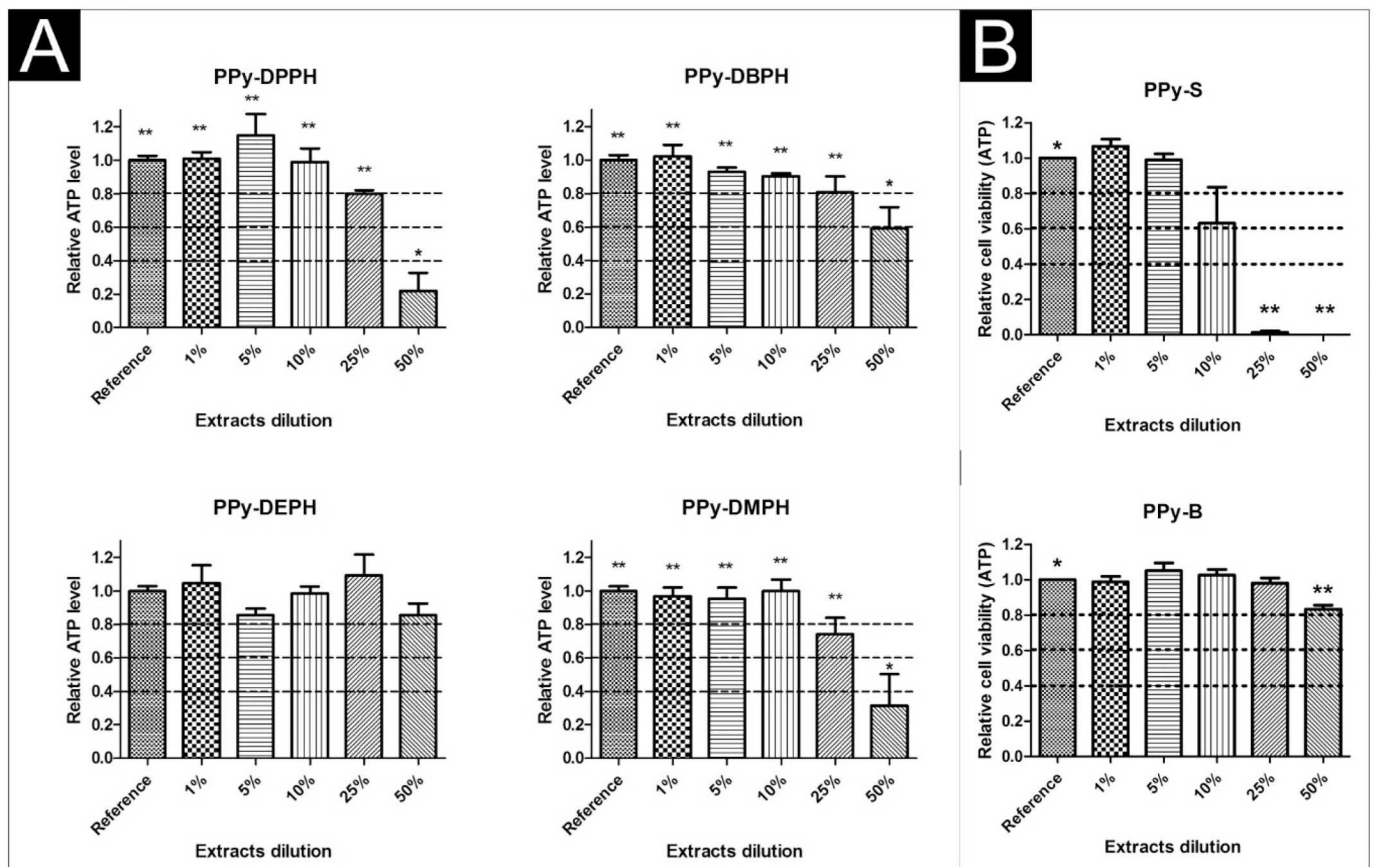 A
PPy-DPPH
Relative ATP level
** ** ** ** ** *
1.2
1.0
0.8
0.6
0.4
0.2
0.0
Reference 1% 5% 10% 25% 50%
Extracts dilution
PPy-DBPH
Relative ATP level
** ** ** ** ** *
1.2
1.0
0.8
0.6
0.4
0.2
0.0
Reference 1% 5% 10% 25% 50%
Extracts dilution
PPy-DEPH
Relative ATP level
1.2
1.0
0.8
0.6
0.4
0.2
0.0
Reference 1% 5% 10% 25% 50%
Extracts dilution
PPy-DMPH
Relative ATP level
** ** ** ** ** *
1.2
1.0
0.8
0.6
0.4
0.2
0.0
Reference 1% 5% 10% 25% 50%
Extracts dilution
B
PPy-S
Relative cell viability (ATP)
* ** **
1.2
1.0
0.8
0.6
0.4
0.2
0.0
Reference 1% 5% 10% 25% 50%
Extracts dilution
PPy-B
Relative cell viability (ATP)
* **
1.2
1.0
0.8
0.6
0.4
0.2
0.0
Reference 1% 5% 10% 25% 50%
Extracts dilution